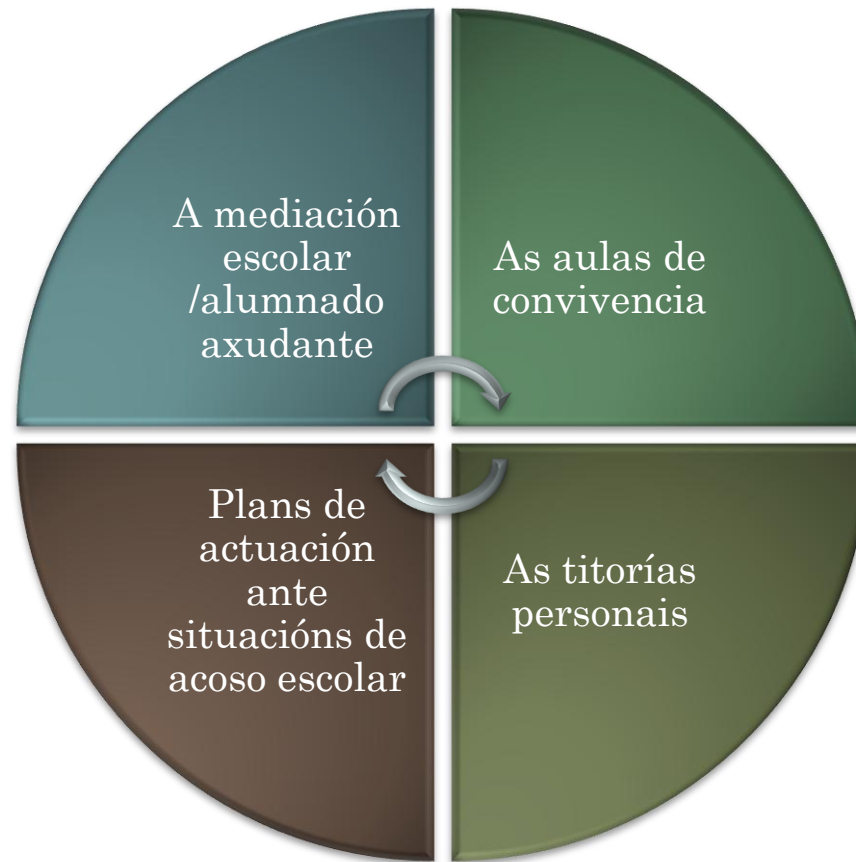 A mediación
escolar
/alumnado
axudante
As aulas de
convivencia
Plans de
actuación
ante
situacións de
acoso escolar
As titorías
personais